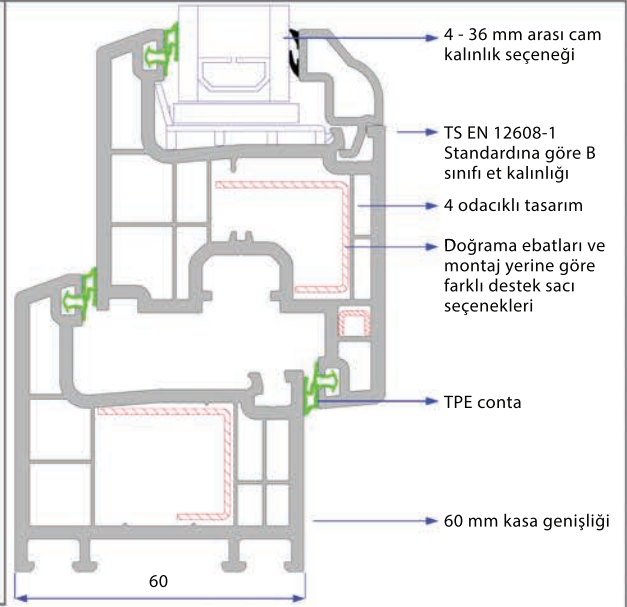 4 - 36 mm arası cam
kalınlık seçeneği
TS EN 12608-1
Standardına göre B
sınıfı et kalınlığı
4 odacıklı tasarım
Doğrama ebatları ve
montaj yerine göre
farklı destek sacı
seçenekleri
TPE conta
60 mm kasa genişliği
60